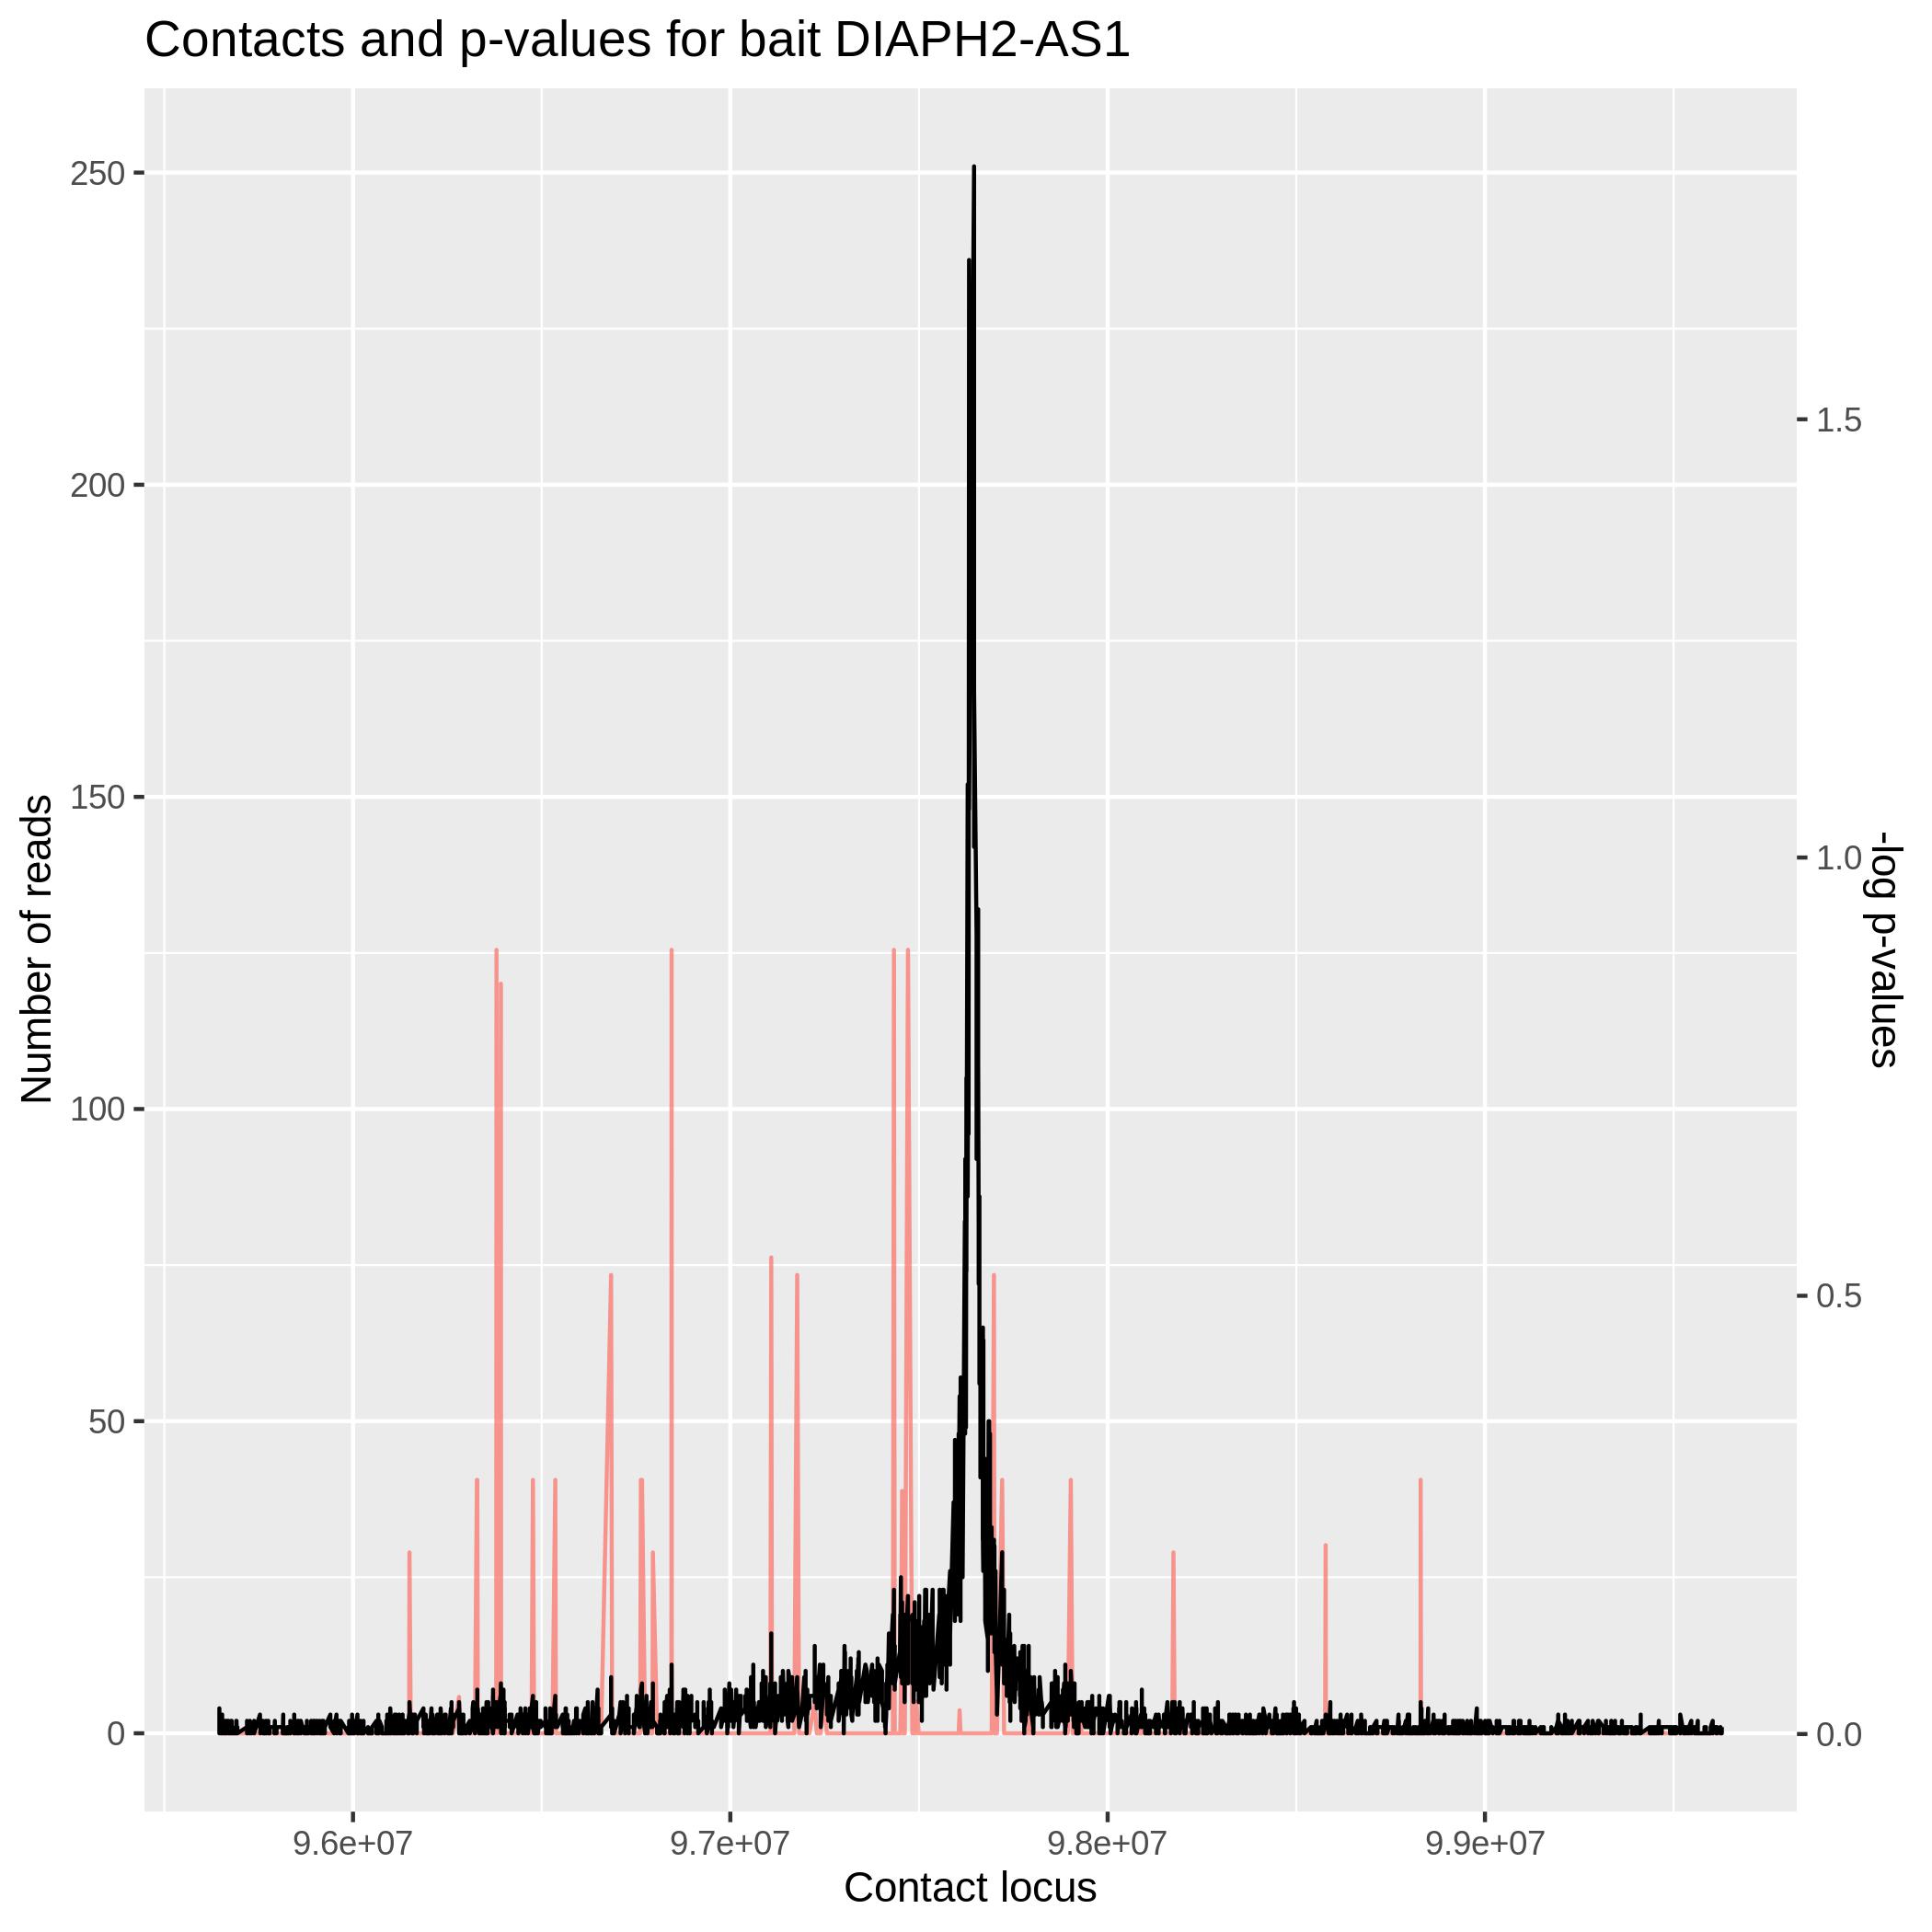 Contacts and p-values for bait DIAPH2-AS1
Number of reads
250
200
150
100
50
0
1.5
1.0
0.5
0.0
-log p-values
9.6e+07 9.7e+07 9.8e+07 9.9e+07
Contact locus